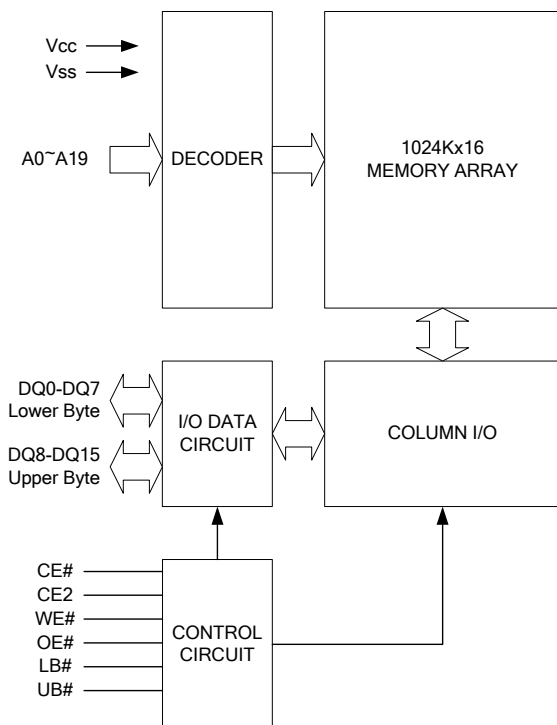 Vcc
Vss
A0~A19
DECODER
1024Kx16
MEMORY ARRAY
DQ0-DQ7
Lower Byte
DQ8-DQ15
Upper Byte
I/O DATA
CIRCUIT
COLUMN I/O
CE#
CE2
WE#
OE#
LB#
UB#
CONTROL
CIRCUIT